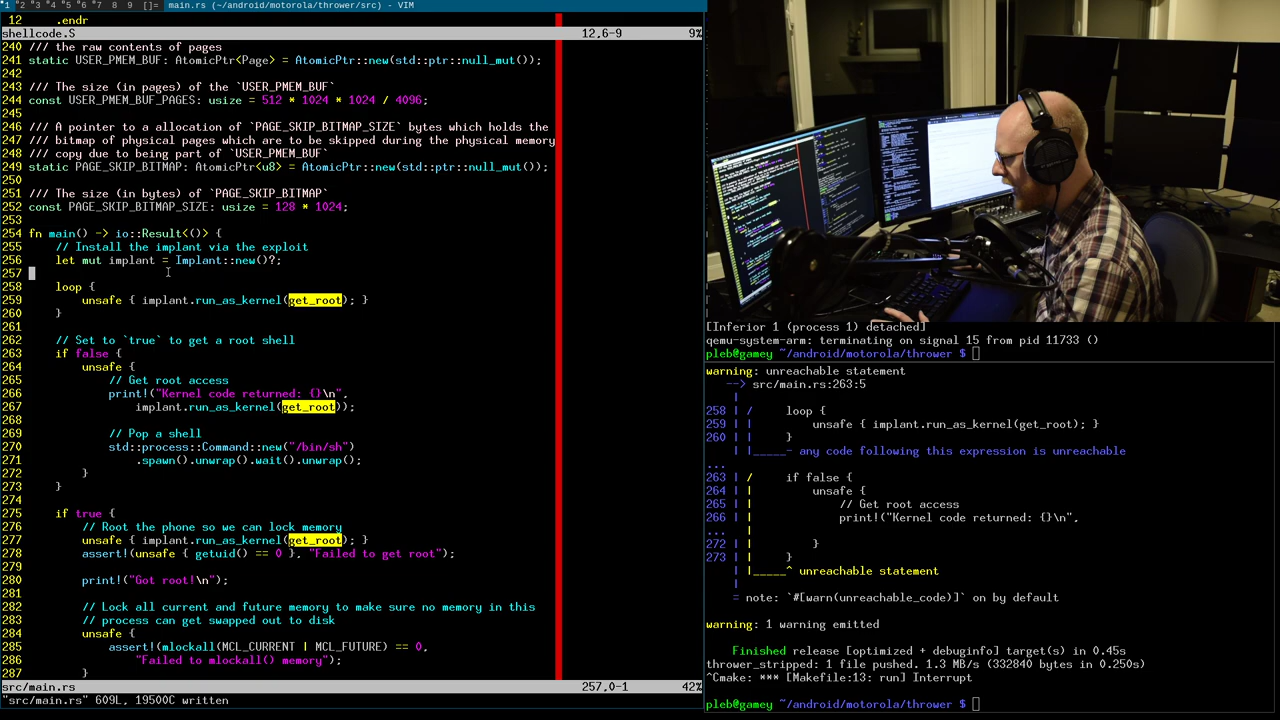 1 2 3 4 5 6 7 8 9 []= main.rs (~/android/motorola/thrower/src) - VIM
12     .endr
shellcode.S 12,6-9 9%
240 /// the raw contents of pages
241 static USER_PMEM_BUF: AtomicPtr<Page> = AtomicPtr::new(std::ptr::null_mut());
242
243 /// The size (in pages) of the `USER_PMEM_BUF`
244 const USER_PMEM_BUF_PAGES: usize = 512 * 1024 * 1024 / 4096;
245
246 /// A pointer to a allocation of `PAGE_SKIP_BITMAP_SIZE` bytes which holds the
247 /// bitmap of physical pages which are to be skipped during the physical memory
248 /// copy due to being part of `USER_PMEM_BUF`
249 static PAGE_SKIP_BITMAP: AtomicPtr<u8> = AtomicPtr::new(std::ptr::null_mut());
250
251 /// The size (in bytes) of `PAGE_SKIP_BITMAP`
252 const PAGE_SKIP_BITMAP_SIZE: usize = 128 * 1024;
253
254 fn main() -> io::Result<()> {
255     // Install the implant via the exploit
256     let mut implant = Implant::new()?;
257
258     loop {
259         unsafe { implant.run_as_kernel(get_root); }
260     }
261
262     // Set to `true` to get a root shell
263     if false {
264         unsafe {
265             // Get root access
266             print!("Kernel code returned: {}\n",
267                 implant.run_as_kernel(get_root));
268
269             // Pop a shell
270             std::process::Command::new("/bin/sh")
271                 .spawn().unwrap().wait().unwrap();
272         }
273     }
274
275     if true {
276         // Root the phone so we can lock memory
277         unsafe { implant.run_as_kernel(get_root); }
278         assert!(unsafe { getuid() == 0 }, "Failed to get root");
279
280         print!("Got root!\n");
281
282         // Lock all current and future memory to make sure no memory in this
283         // process can get swapped out to disk
284         unsafe {
285             assert!(mlockall(MCL_CURRENT | MCL_FUTURE) == 0,
286                 "Failed to mlockall() memory");
287         }
src/main.rs 257,0-1 42%
"src/main.rs" 609L, 19500C written
[Inferior 1 (process 1) detached]
qemu-system-arm: terminating on signal 15 from pid 11733 ()
pleb@gamey ~/android/motorola/thrower $
warning: unreachable statement
--> src/main.rs:263:5
|
258 | /     loop {
259 | |         unsafe { implant.run_as_kernel(get_root); }
260 | |     }
| |_____- any code following this expression is unreachable
...
263 | /     if false {
264 | |         unsafe {
265 | |             // Get root access
266 | |             print!("Kernel code returned: {}\n",
... |
272 | |         }
273 | |     }
| |_____^ unreachable statement
|
= note: `#[warn(unreachable_code)]` on by default
warning: 1 warning emitted
Finished release [optimized + debuginfo] target(s) in 0.45s
thrower_stripped: 1 file pushed. 1.3 MB/s (332840 bytes in 0.250s)
^Cmake: *** [Makefile:13: run] Interrupt
pleb@gamey ~/android/motorola/thrower $